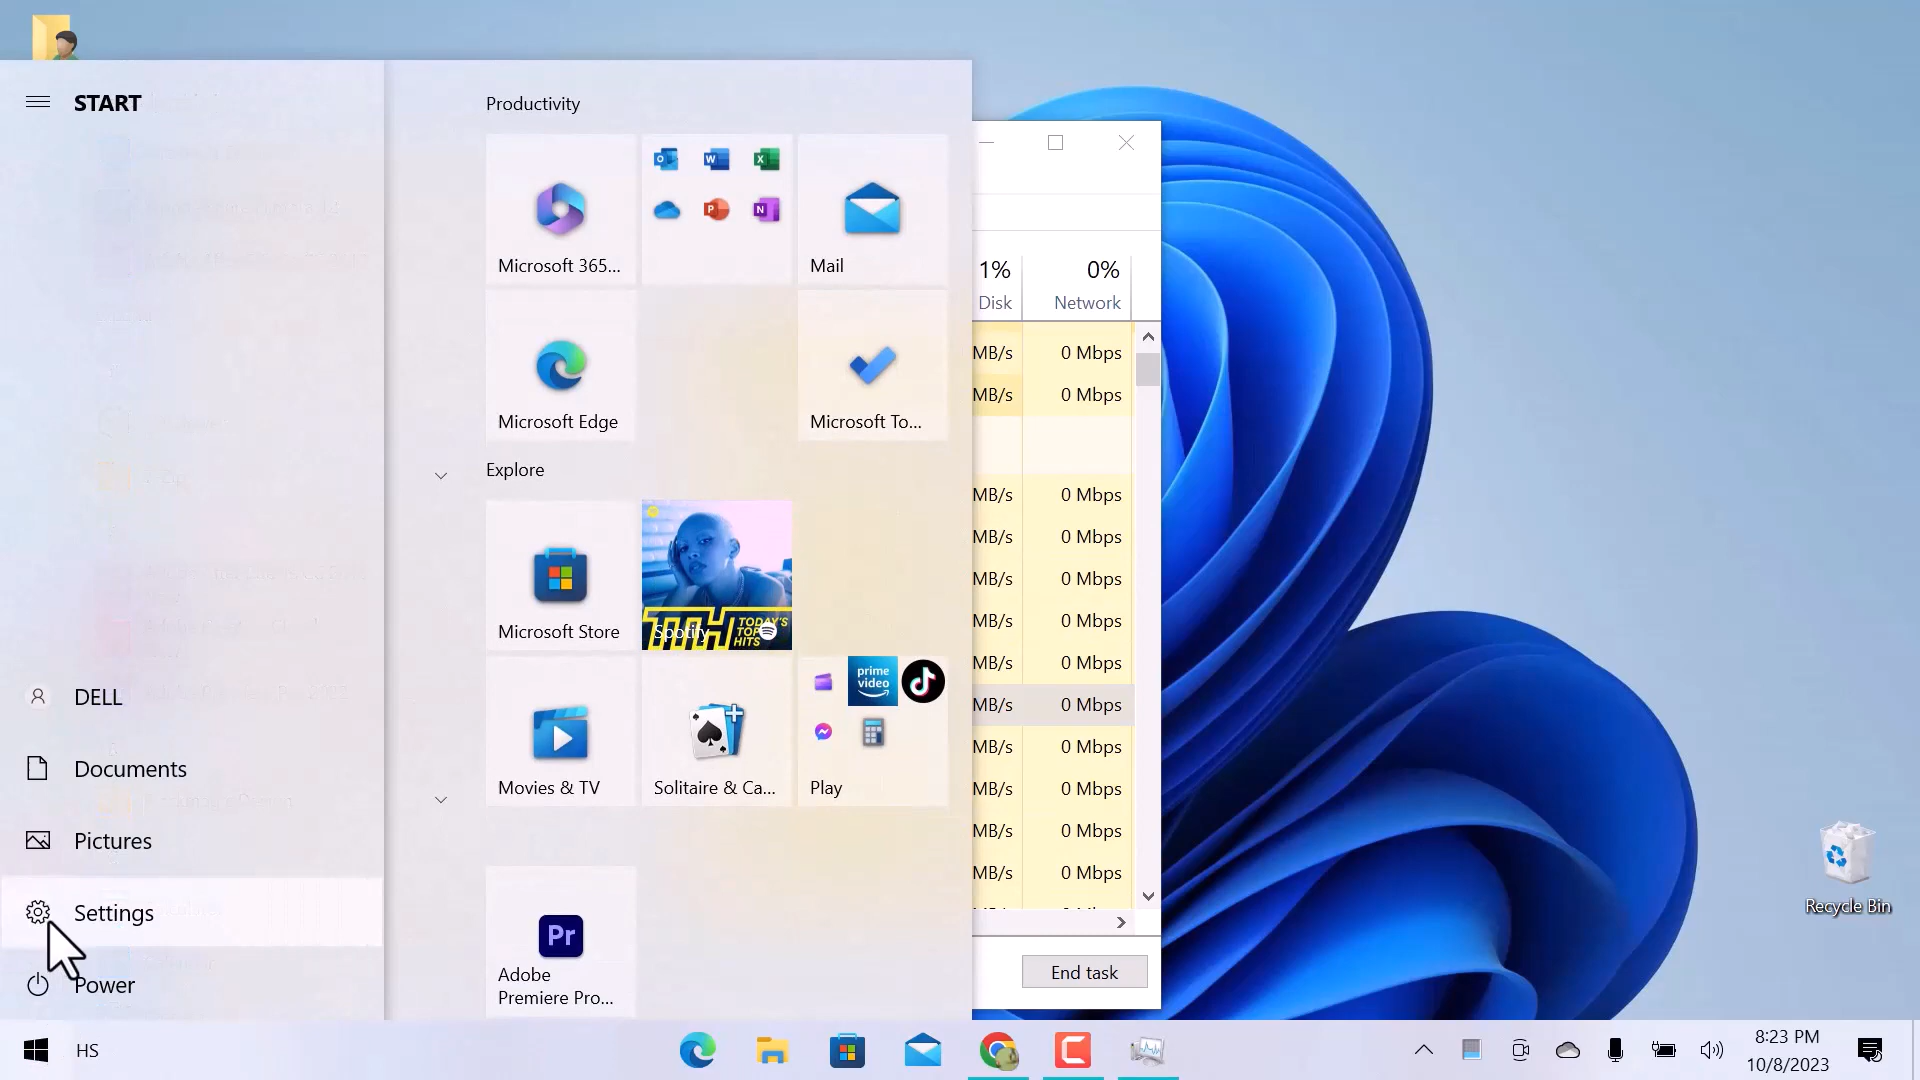 START
DELL
Documents
Pictures
Settings
Power
Productivity
Microsoft 365...
Mail
Microsoft Edge
Microsoft To...
Explore
Microsoft Store
Spotify
TODAY'S
TOP
HITS
Movies & TV
Solitaire & Ca...
prime
video
Play
Pr
Adobe
Premiere Pro...
1% 0%
Disk Network
MB/s 0 Mbps
MB/s 0 Mbps
MB/s 0 Mbps
MB/s 0 Mbps
MB/s 0 Mbps
MB/s 0 Mbps
MB/s 0 Mbps
MB/s 0 Mbps
MB/s 0 Mbps
MB/s 0 Mbps
MB/s 0 Mbps
MB/s 0 Mbps
End task
Recycle Bin
HS
8:23 PM
10/8/2023